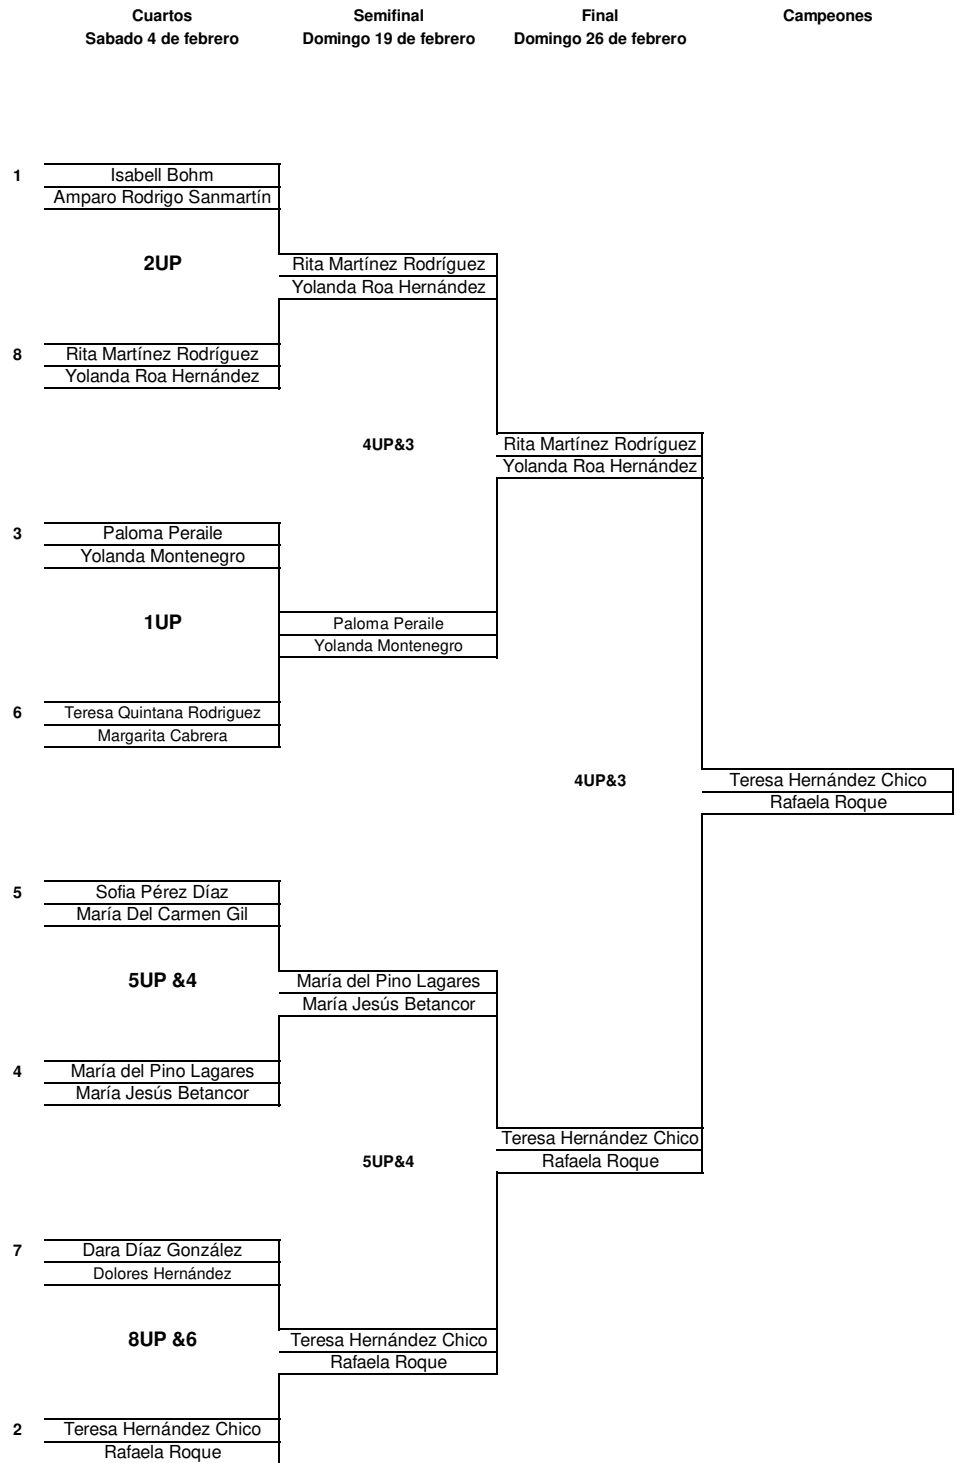 Cuartos Semifinal Final Campeones
Sabado 4 de febrero Domingo 19 de febrero Domingo 26 de febrero
1 Isabell Bohm
Amparo Rodrigo Sanmartín
2UP Rita Martínez Rodríguez
Yolanda Roa Hernández
8 Rita Martínez Rodríguez
Yolanda Roa Hernández
4UP&3 Rita Martínez Rodríguez
Yolanda Roa Hernández
3 Paloma Peraile
Yolanda Montenegro
1UP Paloma Peraile
Yolanda Montenegro
6 Teresa Quintana Rodriguez
Margarita Cabrera
4UP&3 Teresa Hernández Chico
Rafaela Roque
5 Sofia Pérez Díaz
María Del Carmen Gil
5UP &4 María del Pino Lagares
María Jesús Betancor
4 María del Pino Lagares
María Jesús Betancor
Teresa Hernández Chico
5UP&4 Rafaela Roque
7 Dara Díaz González
Dolores Hernández
8UP &6 Teresa Hernández Chico
Rafaela Roque
2 Teresa Hernández Chico
Rafaela Roque